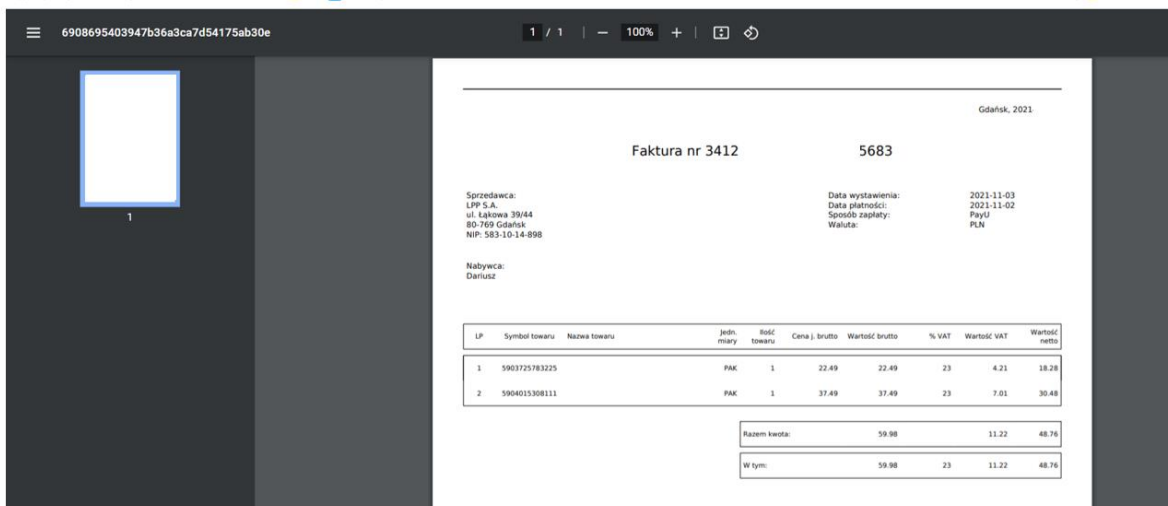 6908695403947b36a3ca7d54175ab30e
1 / 1 | − 100% + |
1
Gdańsk, 2021-
Faktura nr 3412 5683
Sprzedawca:
LPP S.A.
ul. Łąkowa 39/44
80-769 Gdańsk
NIP: 583-10-14-898
Data wystawienia: 2021-11-03
Data płatności: 2021-11-02
Sposób zapłaty: PayU
Waluta: PLN
Nabywca:
Dariusz
LP Symbol towaru Nazwa towaru Jedn. miary Ilość towaru Cena j. brutto Wartość brutto % VAT Wartość VAT Wartość netto
1 5903725783225 PAK 1 22.49 22.49 23 4.21 18.28
2 5904015308111 PAK 1 37.49 37.49 23 7.01 30.48
Razem kwota: 59.98 11.22 48.76
W tym: 59.98 23 11.22 48.76